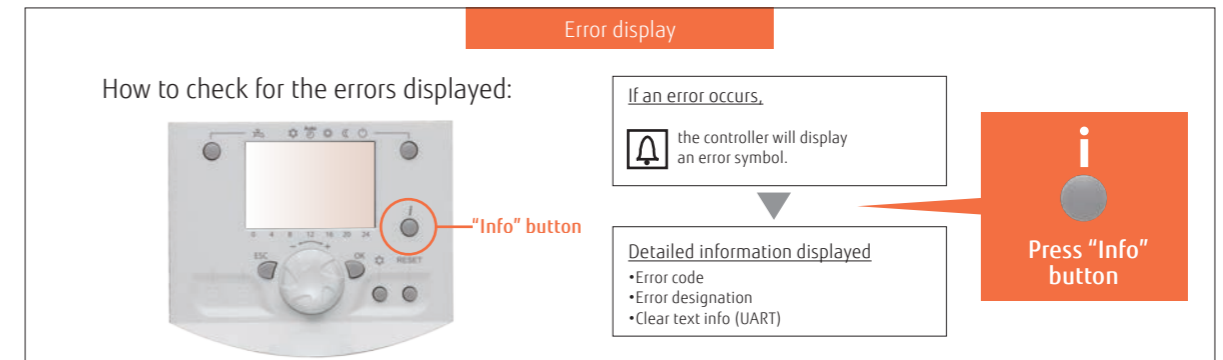 Error display
How to check for the errors displayed:
i
0 4 8 12 16 20 24
- +
ESC
OK
RESET
"Info" button
If an error occurs,
the controller will display
an error symbol.
Detailed information displayed
•Error code
•Error designation
•Clear text info (UART)
i
Press "Info"
button